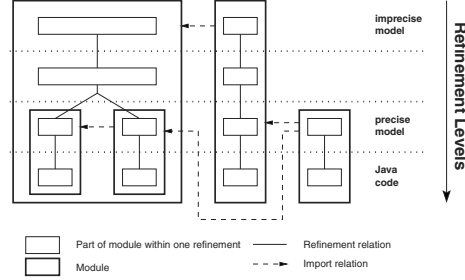 imprecise
model
precise
model
Java
code
Refinement Levels
Part of module within one refinement
Refinement relation
Module
Import relation